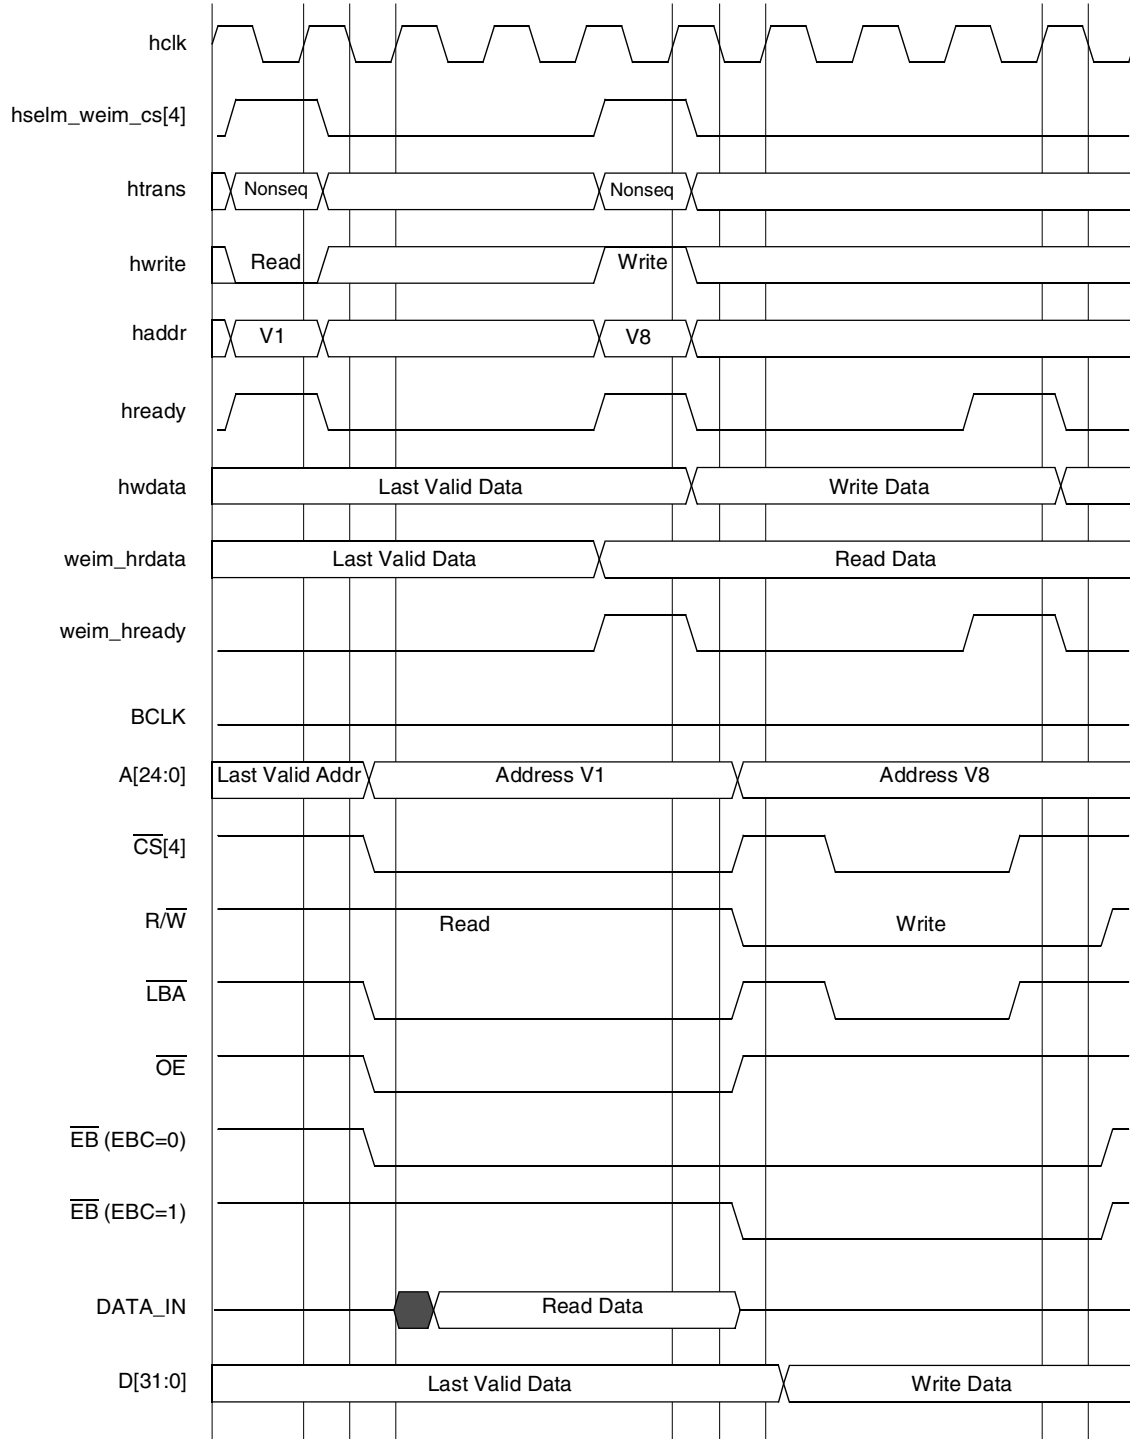 hclk
hselm_weim_cs[4]
htrans Nonseq Nonseq
hwrite Read Write
haddr V1 V8
hready
hwdata Last Valid Data Write Data
weim_hrdata Last Valid Data Read Data
weim_hready
BCLK
A[24:0] Last Valid Addr Address V1 Address V8
CS[4]
R/W Read Write
LBA
OE
EB (EBC=0)
EB (EBC=1)
DATA_IN Read Data
D[31:0] Last Valid Data Write Data